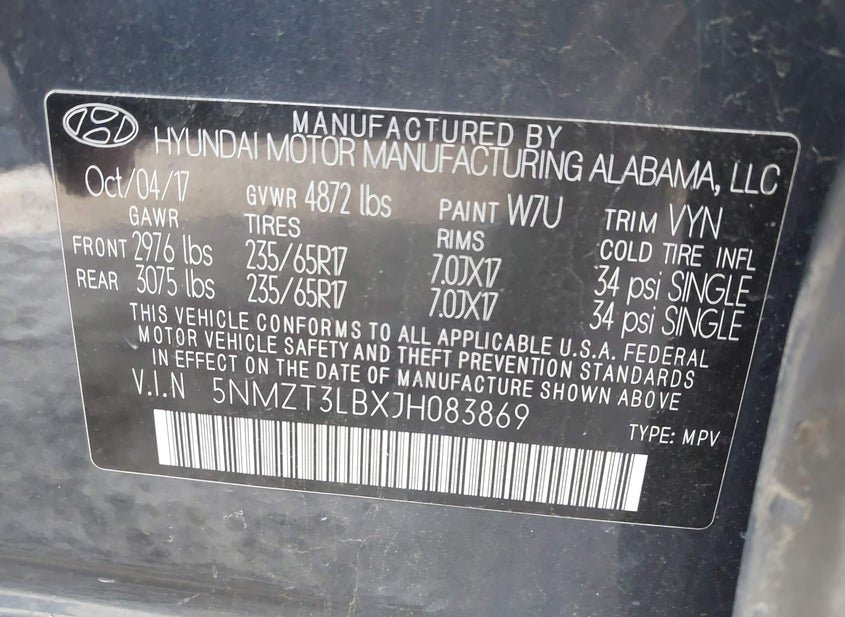 MANUFACTURED BY
HYUNDAI MOTOR MANUFACTURING ALABAMA, LLC
Oct/04/17 GVWR 4872 lbs PAINT W7U TRIM VYN
GAWR TIRES RIMS COLD TIRE INFL
FRONT 2976 lbs 235/65R17 7.0JX17 34 psi SINGLE
REAR 3075 lbs 235/65R17 7.0JX17 34 psi SINGLE
THIS VEHICLE CONFORMS TO ALL APPLICABLE U.S.A. FEDERAL
MOTOR VEHICLE SAFETY AND THEFT PREVENTION STANDARDS
IN EFFECT ON THE DATE OF MANUFACTURE SHOWN ABOVE
V.I.N 5NMZT3LBXJH083869
TYPE: MPV